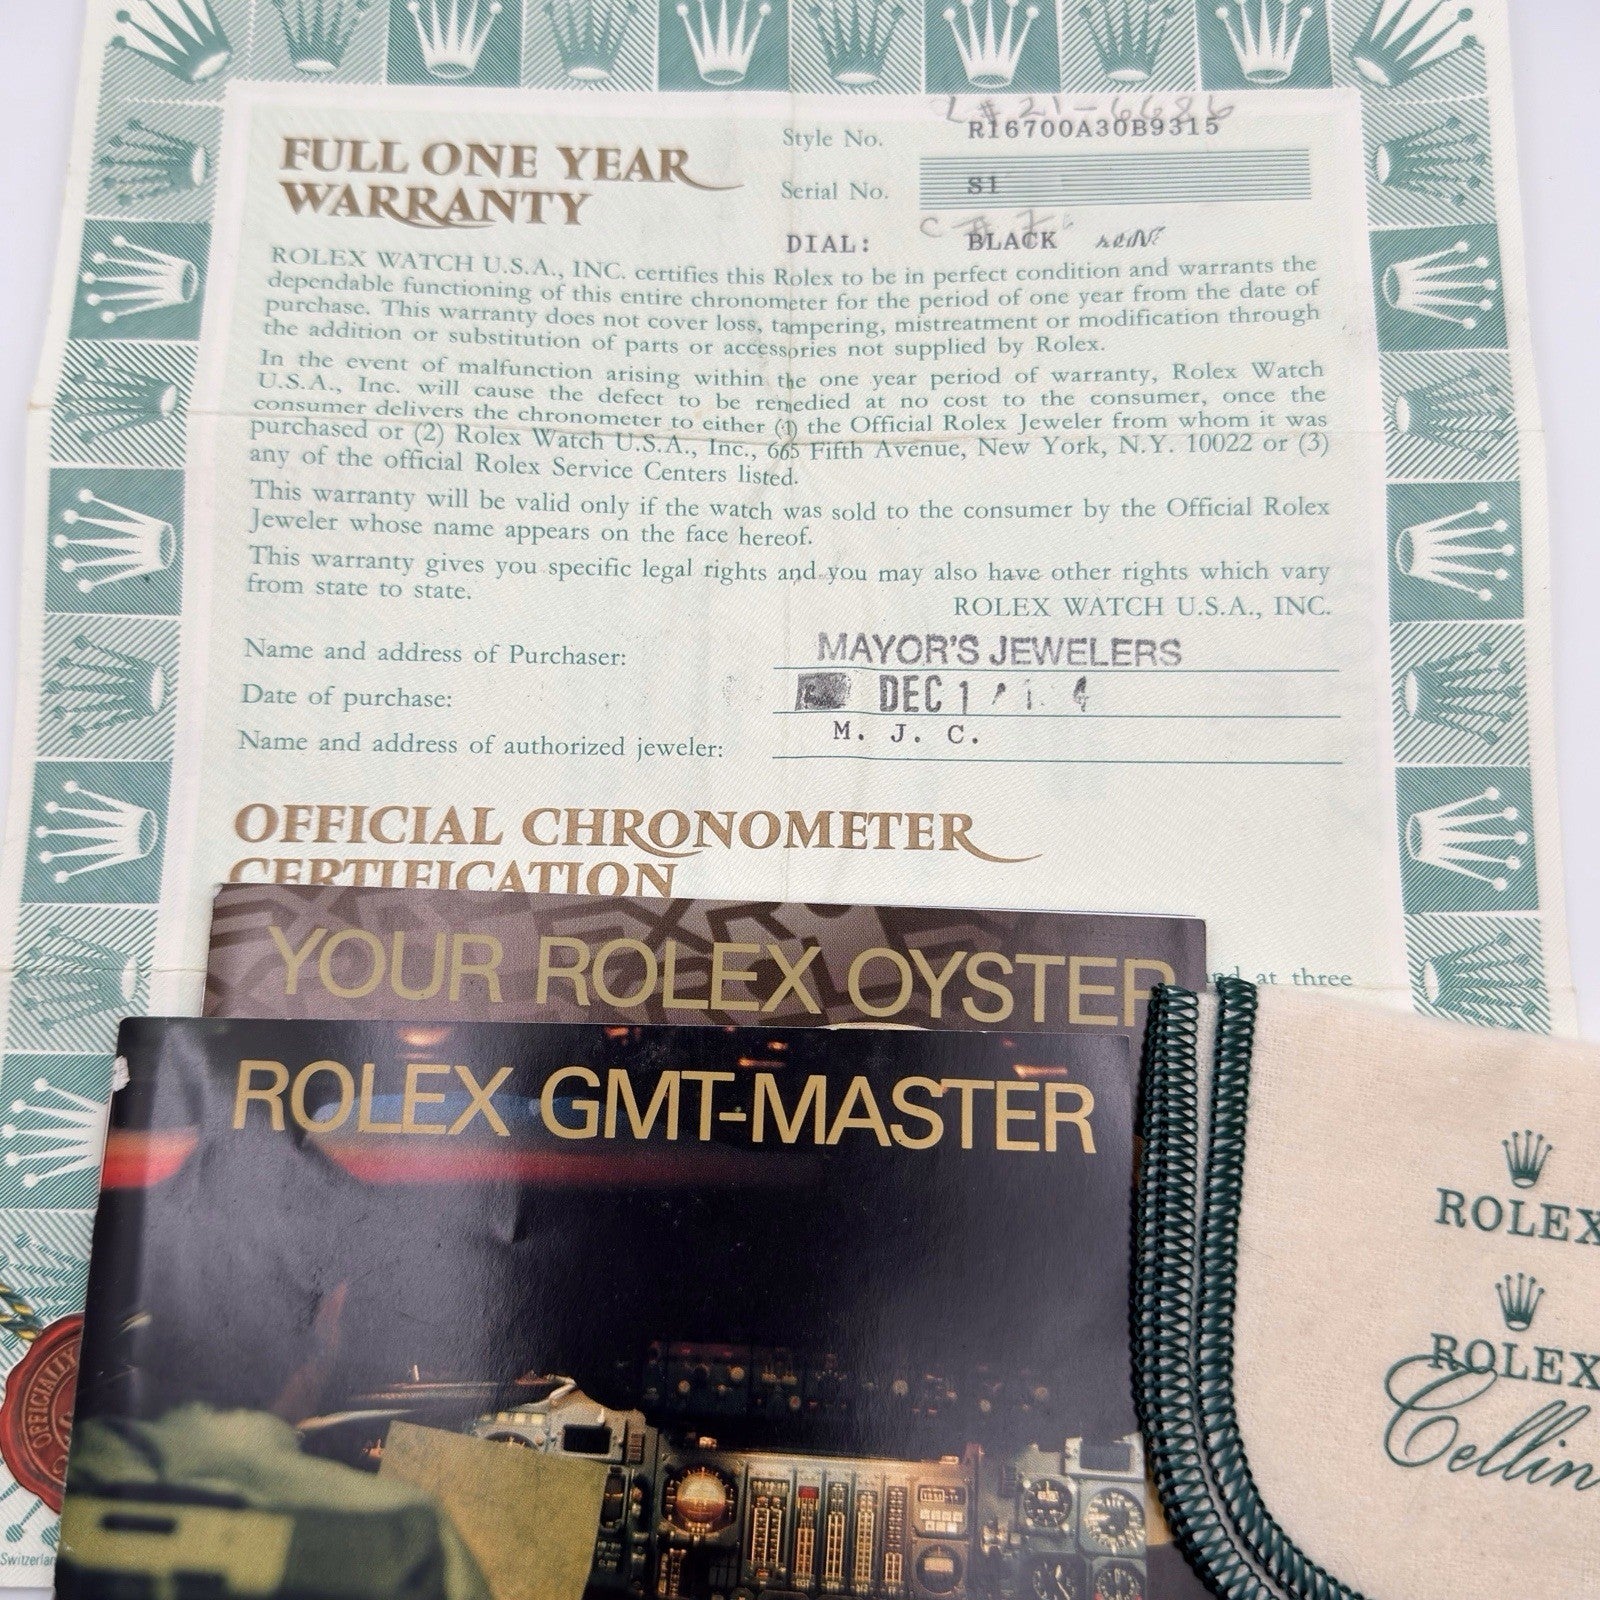 L# 21-6686
FULL ONE YEAR
WARRANTY
Style No. R16700A30B9315
Serial No. S1
DIAL: BLACK
ROLEX WATCH U.S.A., INC. certifies this Rolex to be in perfect condition and warrants the
dependable functioning of this entire chronometer for the period of one year from the date of
purchase. This warranty does not cover loss, tampering, mistreatment or modification through
the addition or substitution of parts or accessories not supplied by Rolex.
In the event of malfunction arising within the one year period of warranty, Rolex Watch
U.S.A., Inc. will cause the defect to be remedied at no cost to the consumer, once the
consumer delivers the chronometer to either (1) the Official Rolex Jeweler from whom it was
purchased or (2) Rolex Watch U.S.A., Inc., 665 Fifth Avenue, New York, N.Y. 10022 or (3)
any of the official Rolex Service Centers listed.
This warranty will be valid only if the watch was sold to the consumer by the Official Rolex
Jeweler whose name appears on the face hereof.
This warranty gives you specific legal rights and you may also have other rights which vary
from state to state.
ROLEX WATCH U.S.A., INC.
Name and address of Purchaser: MAYOR'S JEWELERS
Date of purchase: DEC 1
Name and address of authorized jeweler: M. J. C.
OFFICIAL CHRONOMETER
CERTIFICATION
and at three
YOUR ROLEX OYSTER
ROLEX GMT-MASTER
ROLEX
ROLEX
Cellin
OFFICIALLY
Switzerlan